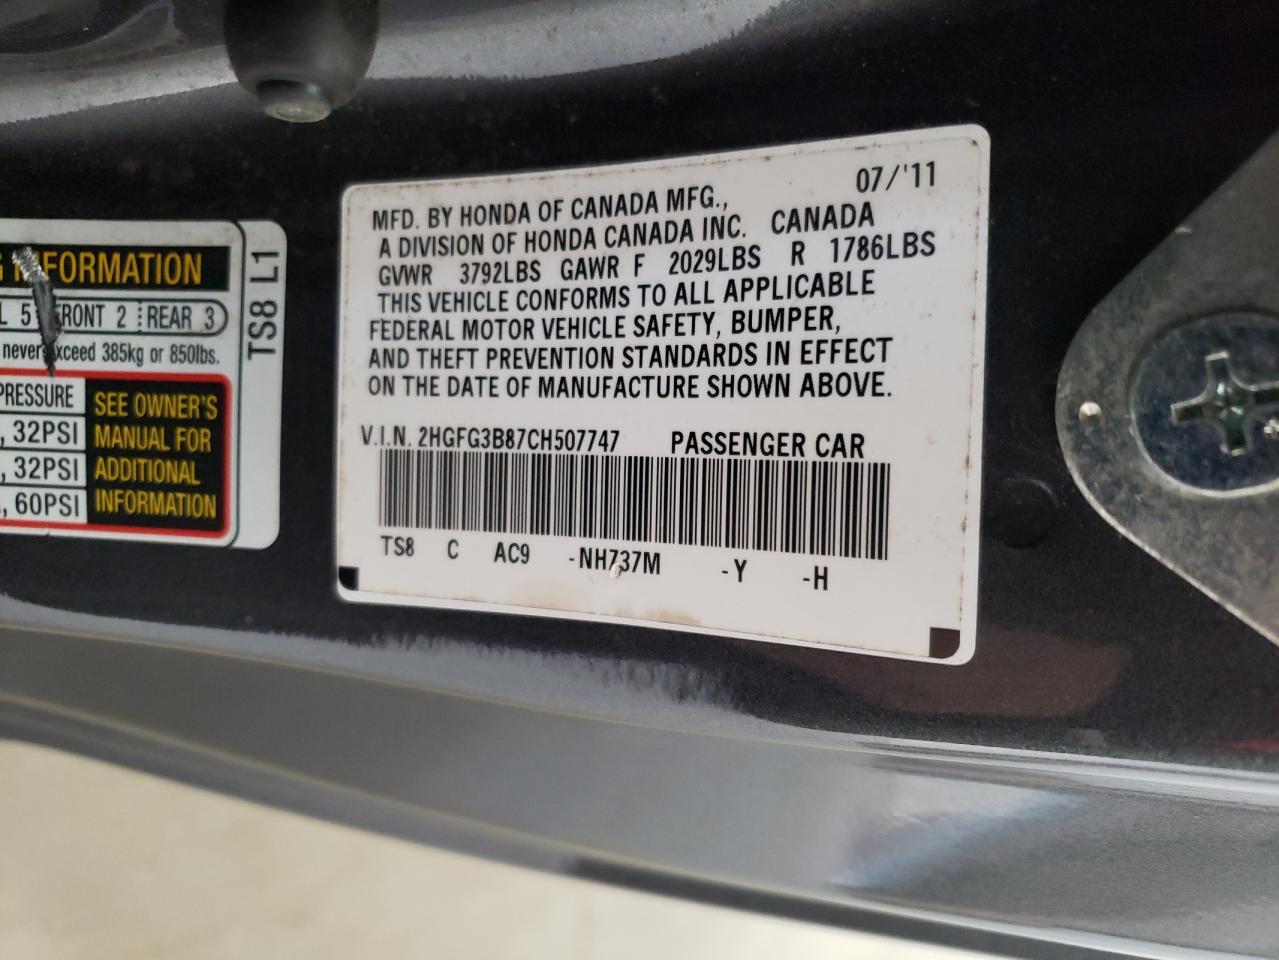 INFORMATION
L 5 FRONT 2 REAR 3
never exceed 385kg or 850lbs.
PRESSURE
, 32PSI
, 32PSI
, 60PSI
SEE OWNER'S
MANUAL FOR
ADDITIONAL
INFORMATION
TS8 L1
07/'11
MFD. BY HONDA OF CANADA MFG.,
A DIVISION OF HONDA CANADA INC. CANADA
GVWR 3792LBS GAWR F 2029LBS R 1786LBS
THIS VEHICLE CONFORMS TO ALL APPLICABLE
FEDERAL MOTOR VEHICLE SAFETY, BUMPER,
AND THEFT PREVENTION STANDARDS IN EFFECT
ON THE DATE OF MANUFACTURE SHOWN ABOVE.
V.I.N. 2HGFG3B87CH507747 PASSENGER CAR
TS8 C AC9 -NH737M -Y -H